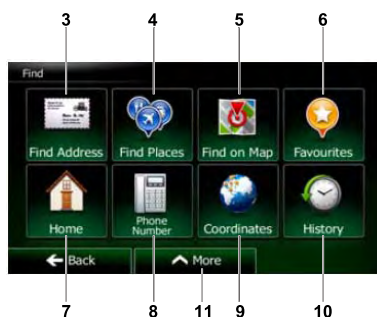 3 4 5 6
Find
Find Address Find Places Find on Map Favourites
Home Phone Number Coordinates History
Back More
7 8 11 9 10